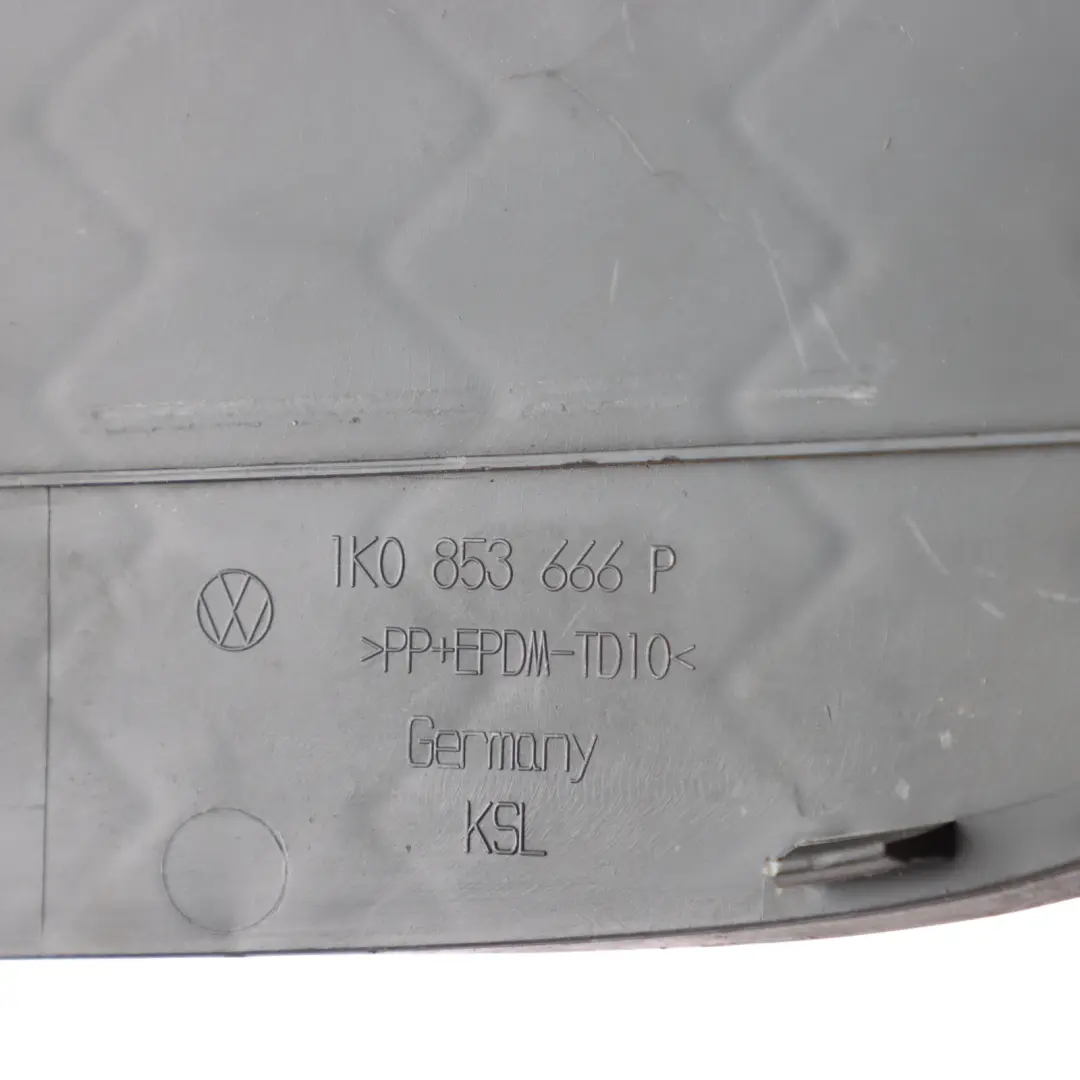 1K0 853 666 P
>PP+EPDM-TD10<
Germany
KSL